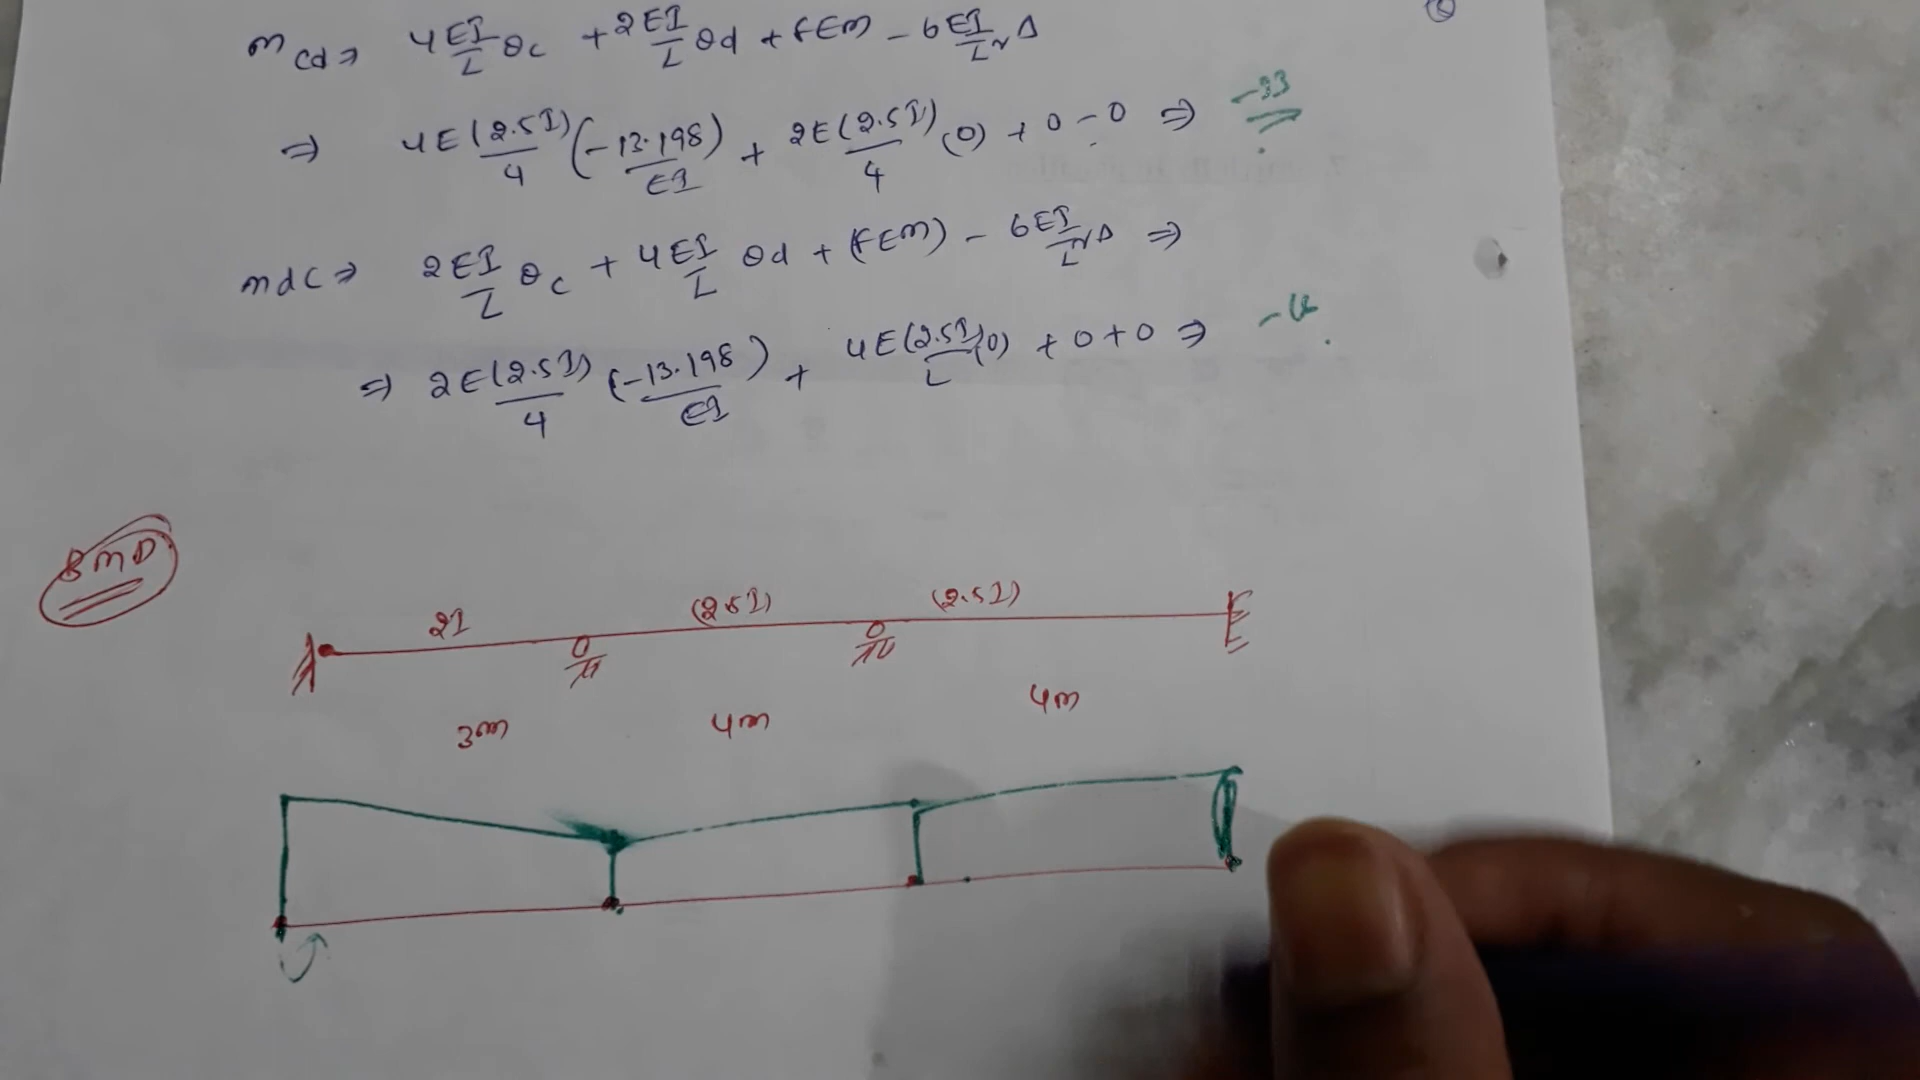 mcd ⇒ 4EI/L θc + 2EI/L θd + FEM - 6EI/L² Δ
⇒ 4E(2.5I)/4 (-13.198/EI) + 2E(2.5I)/4 (0) + 0 - 0 ⇒ -33
mdc ⇒ 2EI/L θc + 4EI/L θd + (FEM) - 6EI/L² Δ ⇒
⇒ 2E(2.5I)/4 (-13.198/EI) + 4E(2.5I)/L (0) + 0 + 0 ⇒
BMD
2I (2.5I) (2.5I)
3m 4m 4m